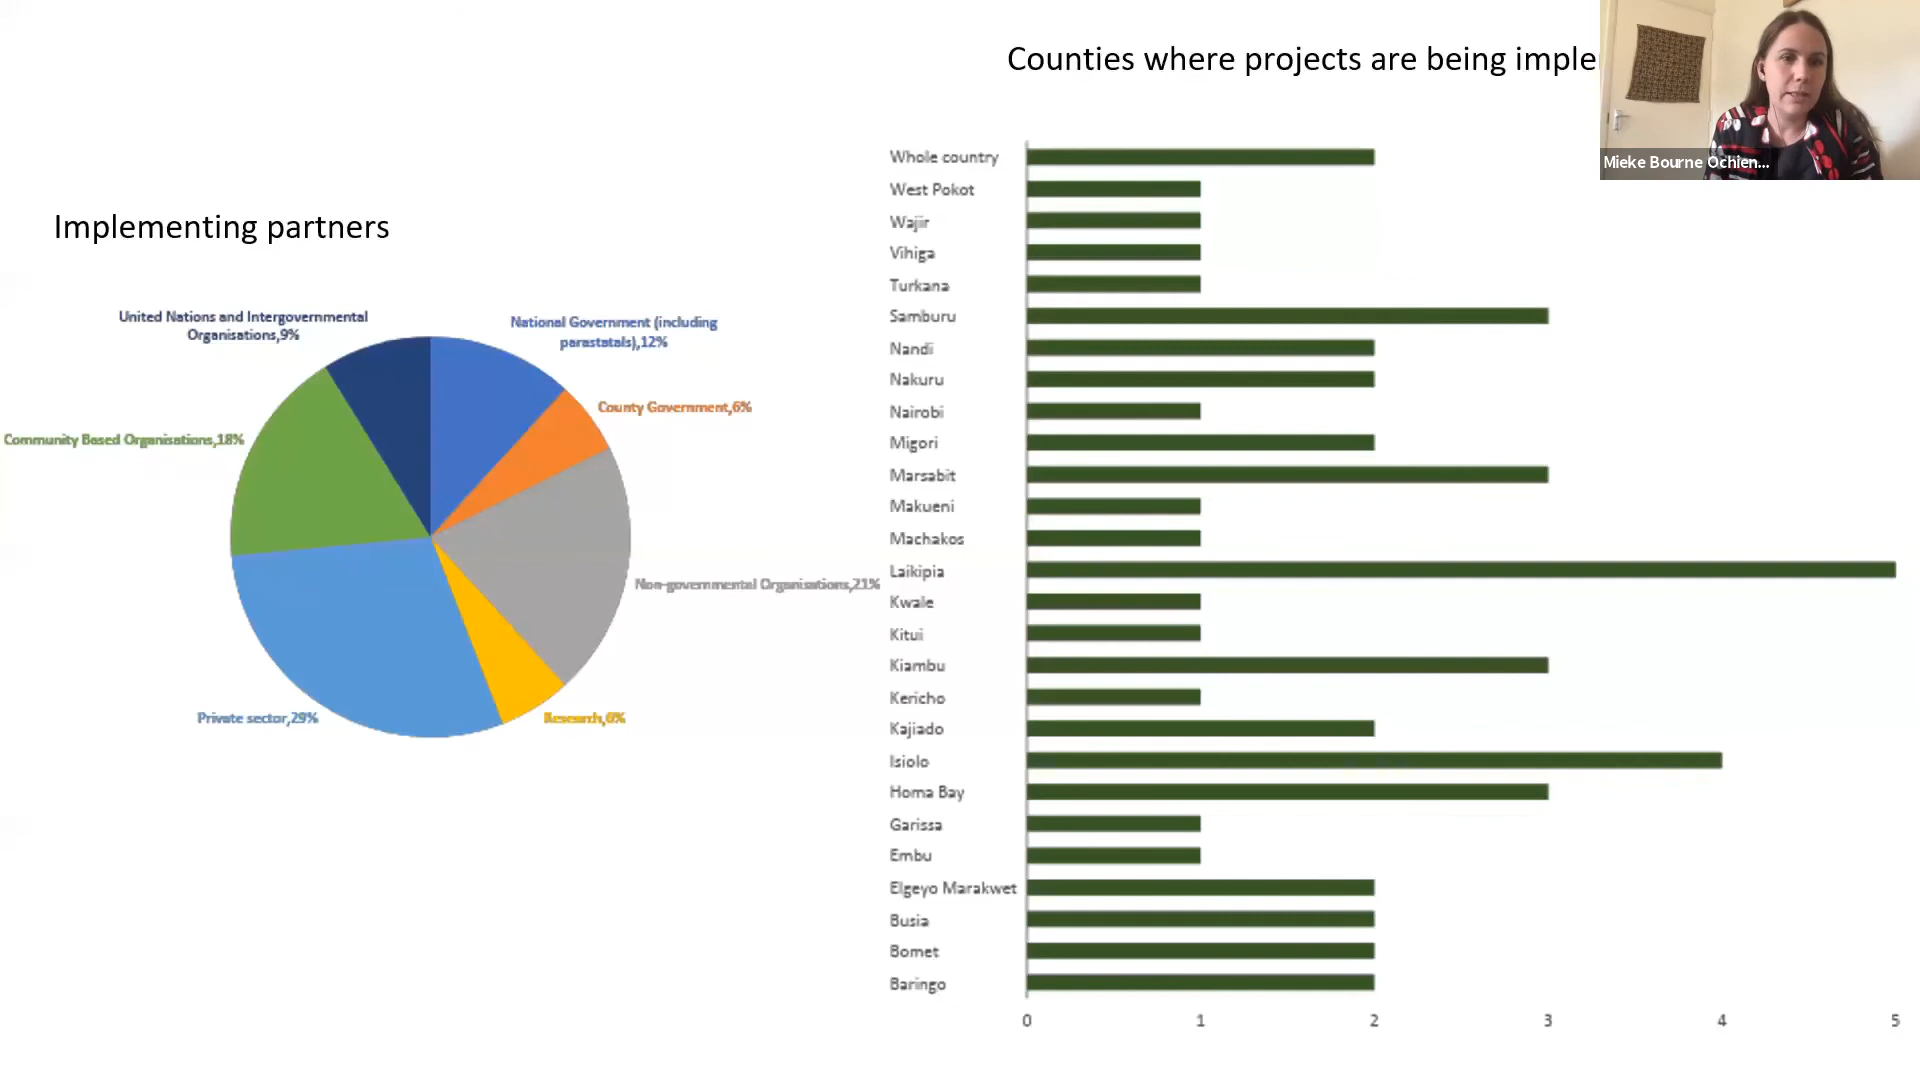 Counties where projects are being imple
Mieke Bourne Ochien...
Implementing partners
United Nations and Intergovernmental
Organisations,9%
National Government (including
parastatals),12%
County Government,6%
Community Based Organisations,18%
Non-governmental Organisations,21%
Private sector,29%
Research,6%
Whole country
West Pokot
Wajir
Vihiga
Turkana
Samburu
Nandi
Nakuru
Nairobi
Migori
Marsabit
Makueni
Machakos
Laikipia
Kwale
Kitui
Kiambu
Kericho
Kajiado
Isiolo
Homa Bay
Garissa
Embu
Elgeyo Marakwet
Busia
Bomet
Baringo
0 1 2 3 4 5